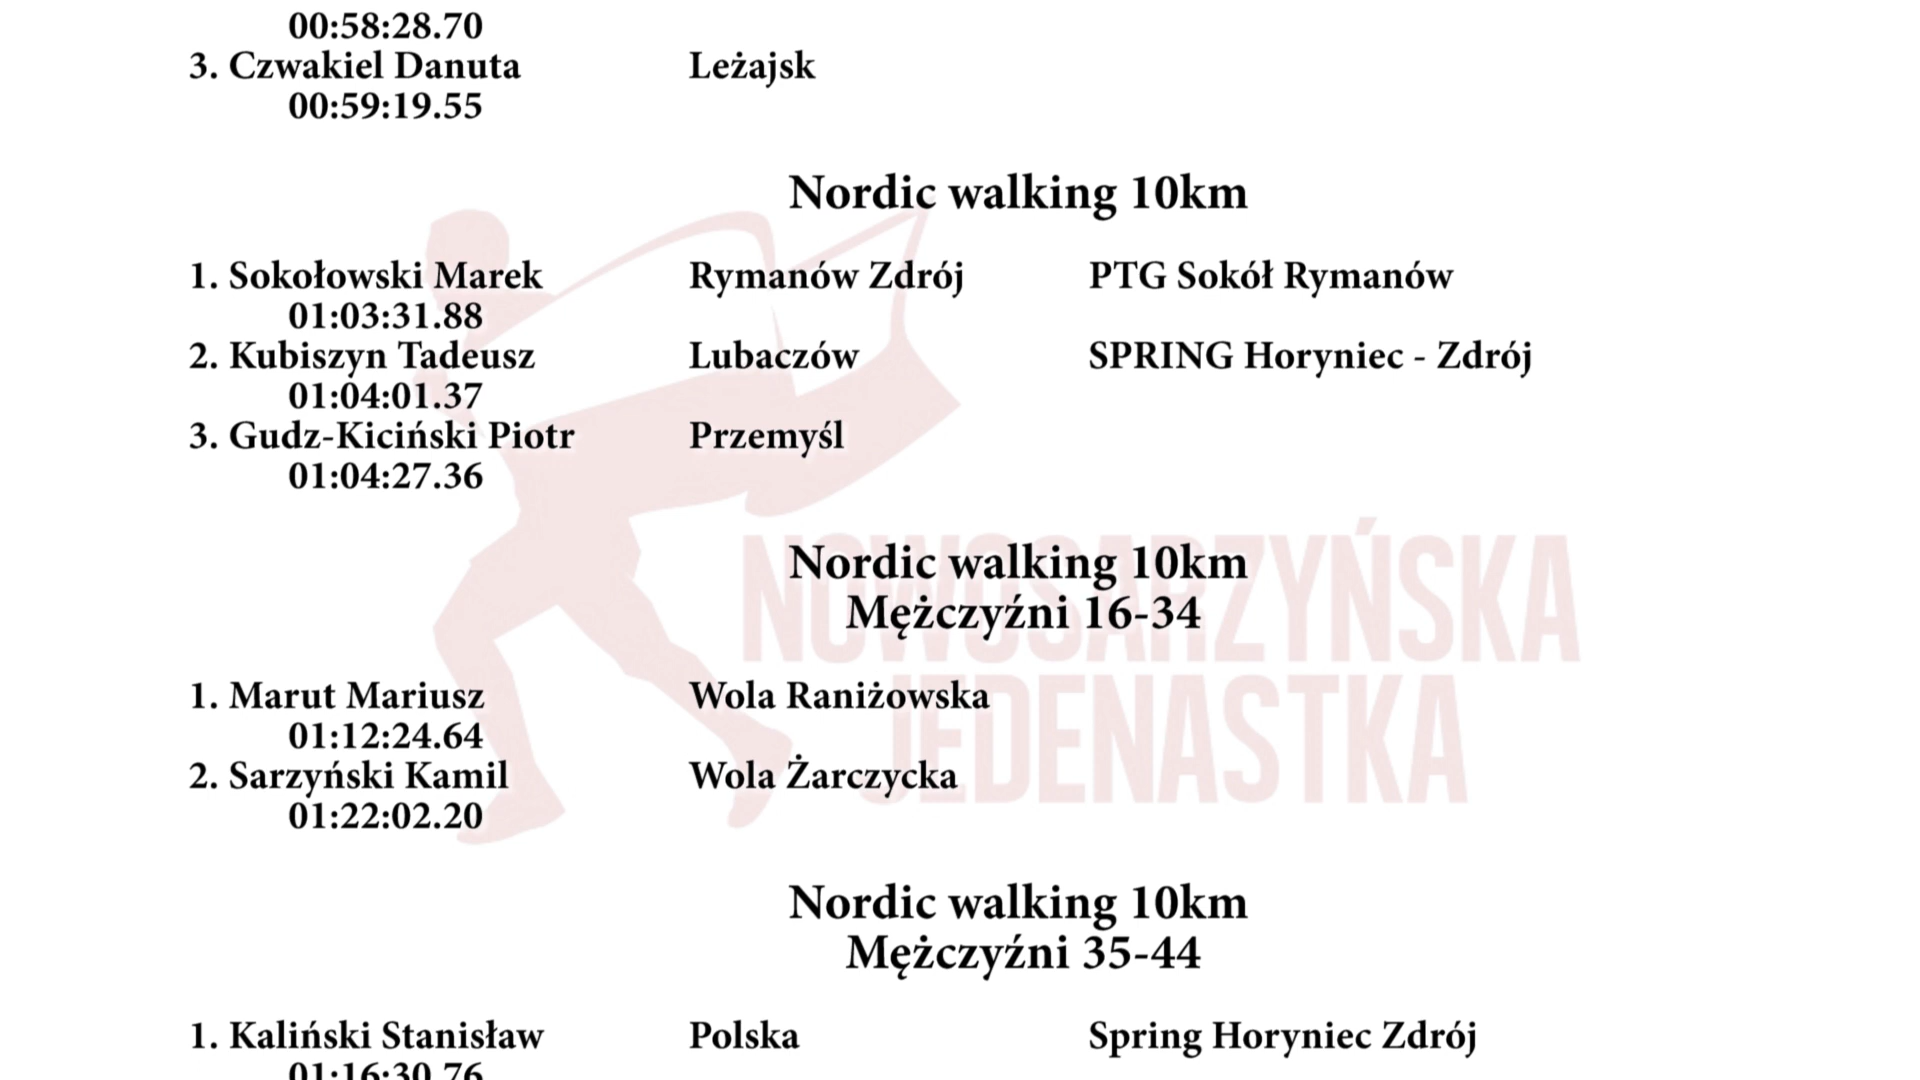 00:58:28.70
3. Czwakiel Danuta Leżajsk
00:59:19.55
Nordic walking 10km
1. Sokołowski Marek Rymanów Zdrój PTG Sokół Rymanów
01:03:31.88
2. Kubiszyn Tadeusz Lubaczów SPRING Horyniec - Zdrój
01:04:01.37
3. Gudz-Kiciński Piotr Przemyśl
01:04:27.36
NOWOSARZYŃSKA
JEDENASTKA
Nordic walking 10km
Mężczyźni 16-34
1. Marut Mariusz Wola Raniżowska
01:12:24.64
2. Sarzyński Kamil Wola Żarczycka
01:22:02.20
Nordic walking 10km
Mężczyźni 35-44
1. Kaliński Stanisław Polska Spring Horyniec Zdrój
01:16:30.76